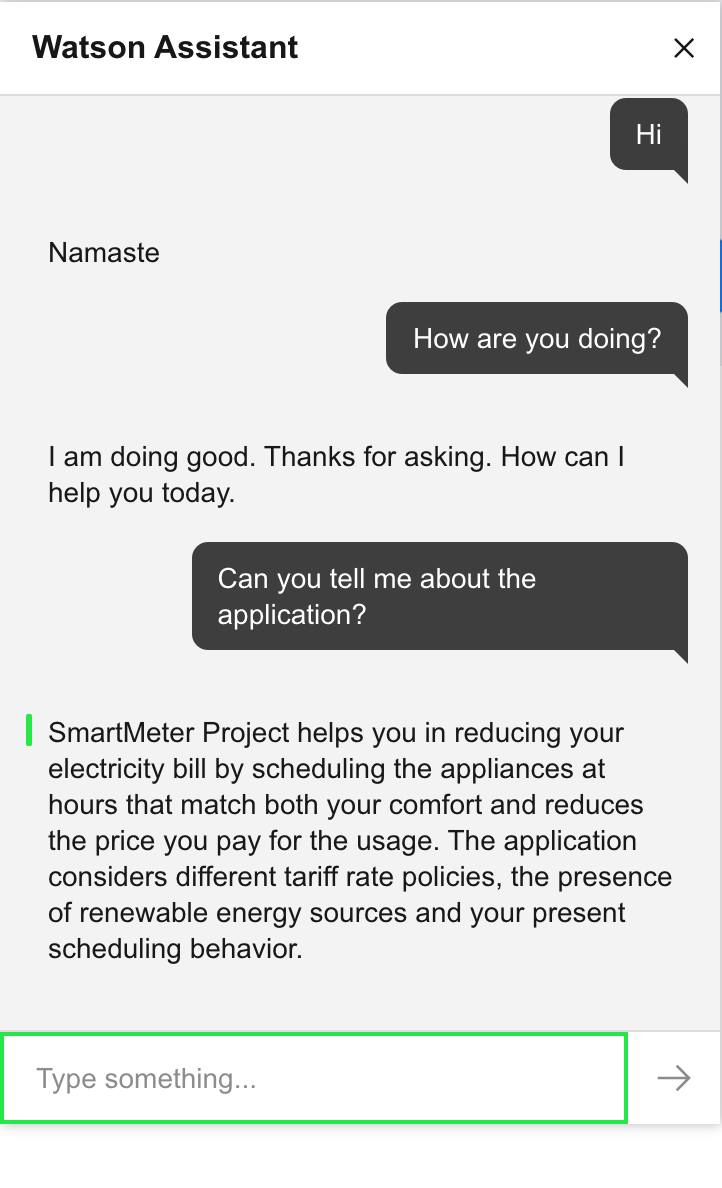 Watson Assistant
Hi
Namaste
How are you doing?
I am doing good. Thanks for asking. How can I
help you today.
Can you tell me about the
application?
SmartMeter Project helps you in reducing your
electricity bill by scheduling the appliances at
hours that match both your comfort and reduces
the price you pay for the usage. The application
considers different tariff rate policies, the presence
of renewable energy sources and your present
scheduling behavior.
Type something...